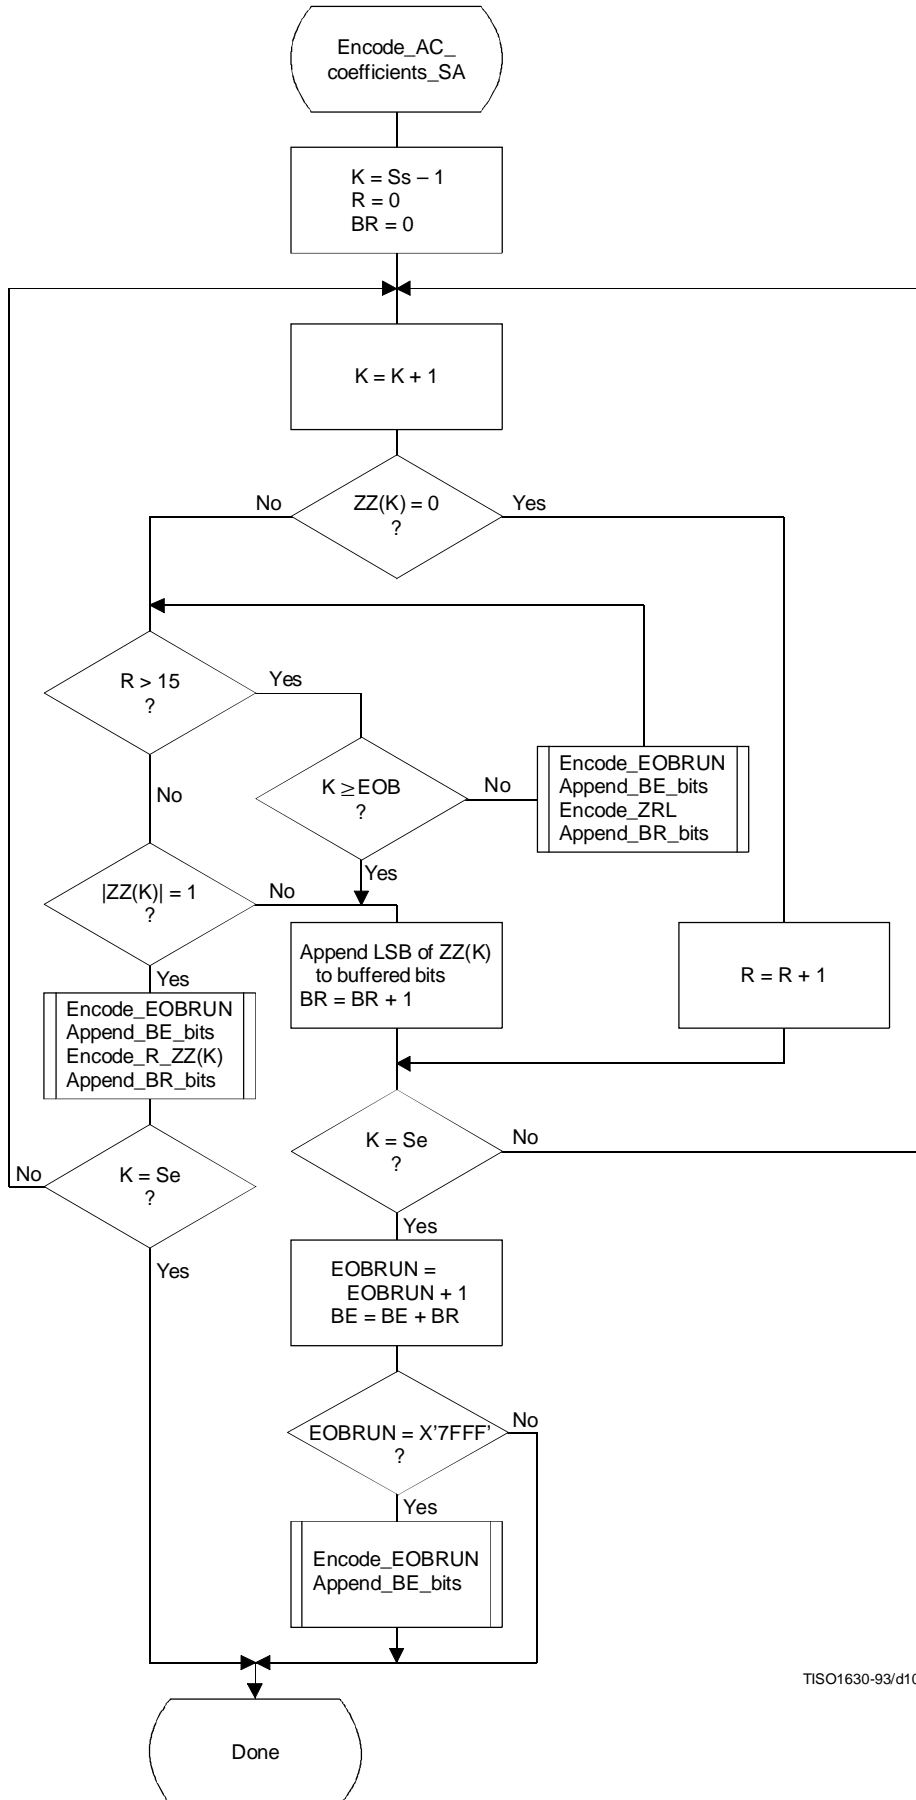 Encode_AC_
coefficients_SA
K = Ss – 1
R = 0
BR = 0
K = K + 1
No
ZZ(K) = 0
?
Yes
R > 15
?
Yes
No
K ≥EOB
?
No
Yes
Encode_EOBRUN
Append_BE_bits
Encode_ZRL
Append_BR_bits
|ZZ(K)| = 1
?
No
Yes
Append LSB of ZZ(K)
to buffered bits
BR = BR + 1
R = R + 1
Encode_EOBRUN
Append_BE_bits
Encode_R_ZZ(K)
Append_BR_bits
K = Se
?
No
Yes
No
K = Se
?
Yes
EOBRUN =
EOBRUN + 1
BE = BE + BR
EOBRUN = X’7FFF’
?
No
Yes
Encode_EOBRUN
Append_BE_bits
TISO1630-93/d10
Done